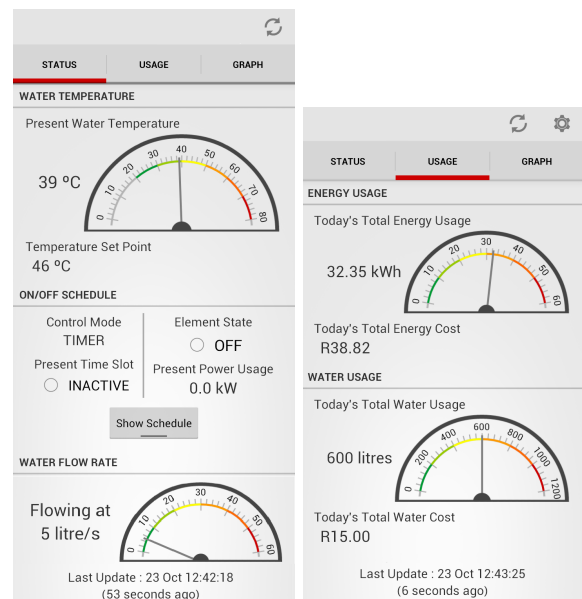 STATUS USAGE GRAPH
WATER TEMPERATURE
Present Water Temperature
39 ºC
0 10 20 30 40 50 60 70 80
Temperature Set Point
46 ºC
ON/OFF SCHEDULE
Control Mode
TIMER
Present Time Slot
INACTIVE
Element State
OFF
Present Power Usage
0.0 kW
Show Schedule
WATER FLOW RATE
Flowing at
5 litre/s
0 10 20 30 40 50 60
Last Update : 23 Oct 12:42:18
(53 seconds ago)
STATUS USAGE GRAPH
ENERGY USAGE
Today's Total Energy Usage
32.35 kWh
0 10 20 30 40 50 60
Today's Total Energy Cost
R38.82
WATER USAGE
Today's Total Water Usage
600 litres
0 200 400 600 800 1000 1200
Today's Total Water Cost
R15.00
Last Update : 23 Oct 12:43:25
(6 seconds ago)